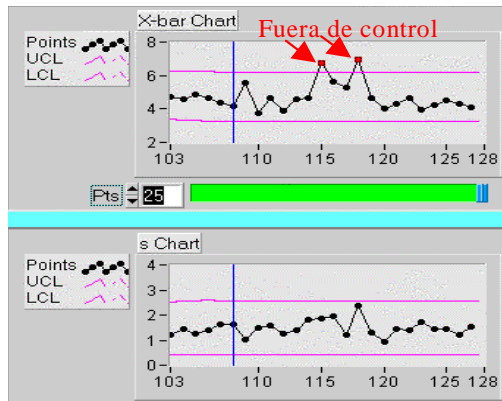 X-bar Chart
Fuera de control
Points
UCL
LCL
8
6
4
2
103 110 115 120 125 128
Pts 25
s Chart
Points
UCL
LCL
4
3
2
1
0
103 110 115 120 125 128